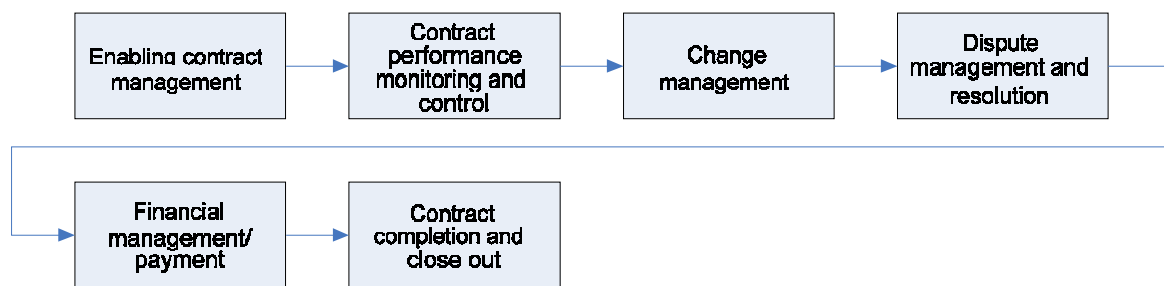 Enabling contract
management
Contract
performance
monitoring and
control
Change
management
Dispute
management and
resolution
Financial
management/
payment
Contract
completion and
close out